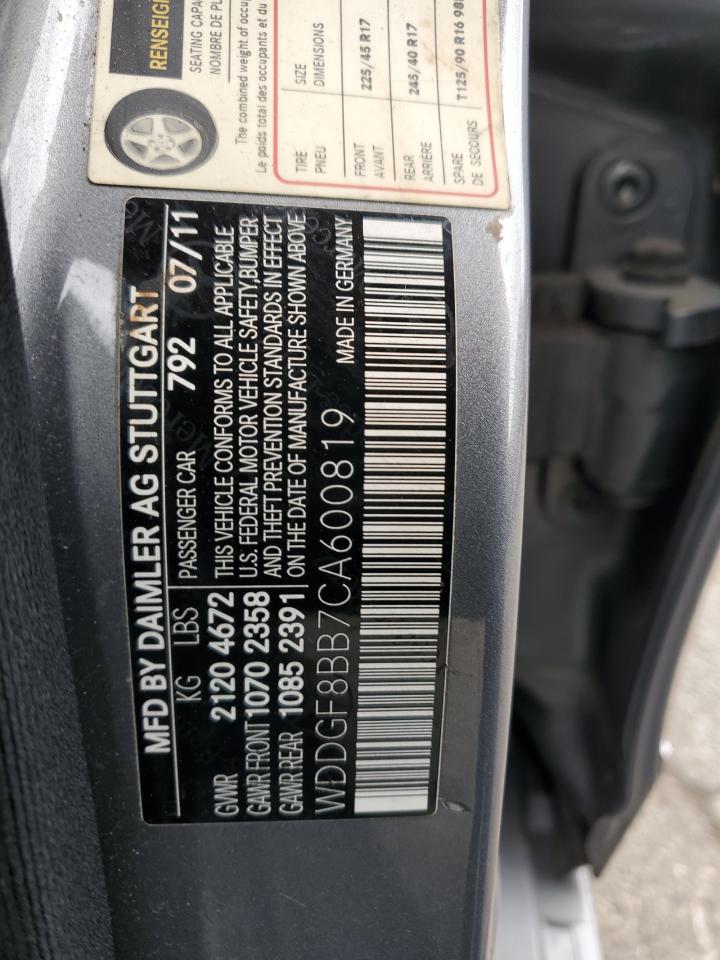 RENSEIGNE
SEATING CAPA
NOMBRE DE PL
The combined weight of occup
Le poids total des occupants et du
TIRE SIZE
PNEU DIMENSIONS
FRONT 225/45 R17
AVANT
REAR 245/40 R17
ARRIÈRE
SPARE T125/90 R16 98
DE SECOURS
MFD BY DAIMLER AG STUTTGART
KG LBS PASSENGER CAR 792 07/11
GVWR 2120 4672 THIS VEHICLE CONFORMS TO ALL APPLICABLE
U.S. FEDERAL MOTOR VEHICLE SAFETY,BUMPER
GAWR FRONT 1070 2358 AND THEFT PREVENTION STANDARDS IN EFFECT
GAWR REAR 1085 2391 ON THE DATE OF MANUFACTURE SHOWN ABOVE
WDDGF8BB7CA600819 MADE IN GERMANY